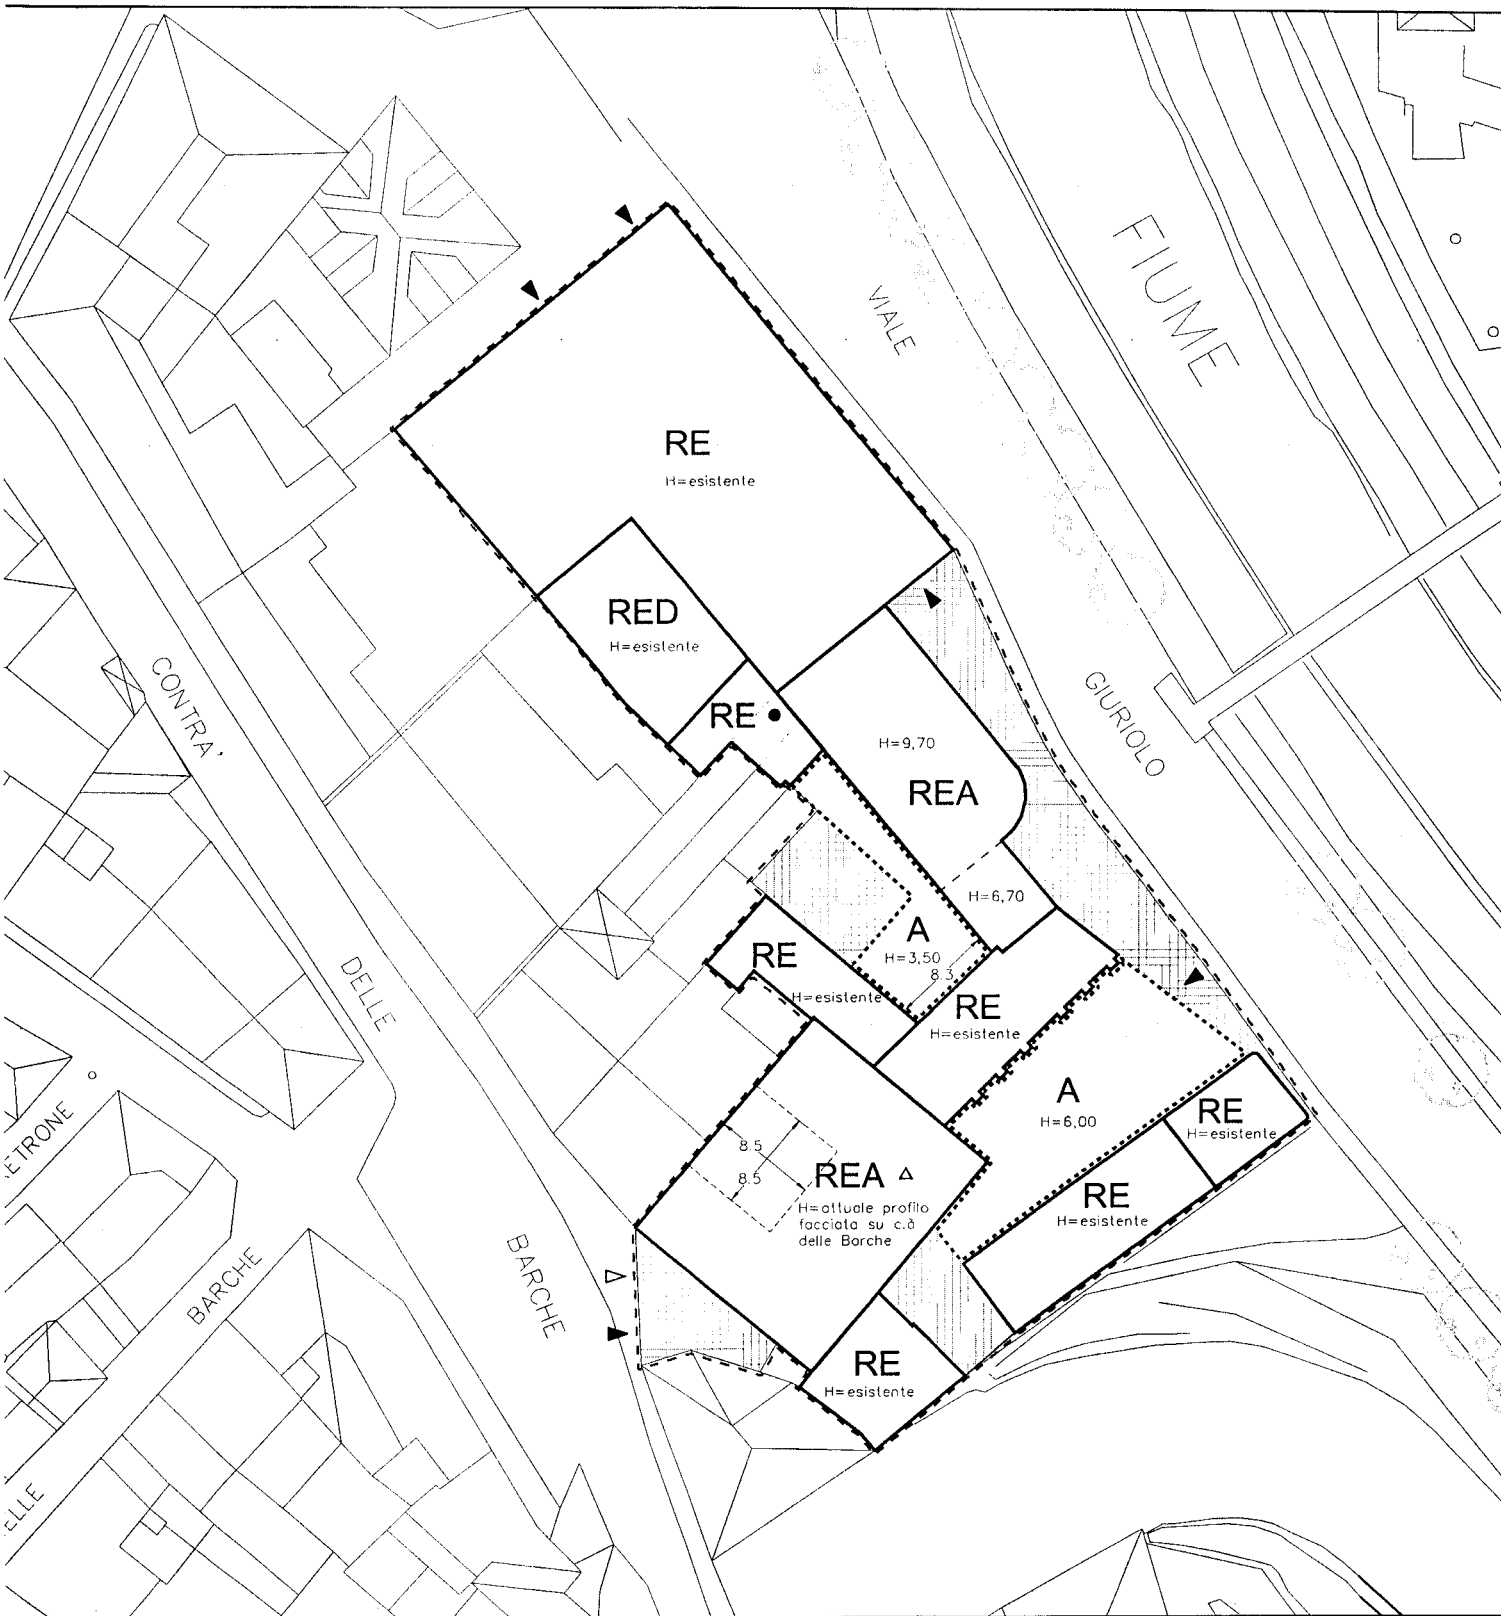 FIUME
VIALE
RE
H=esistente
RED
H=esistente
CONTRA'
RE
GIURIOLO
H=9,70
REA
H=6,70
A
H=3,50
8.3
RE
H=esistente
DELLE
RE
H=esistente
A
H=6,00
RE
H=esistente
8.5
8.5
REA
H=attuale profilo
facciata su c.à
delle Barche
RE
H=esistente
BARCHE
BARCHE
RE
H=esistente